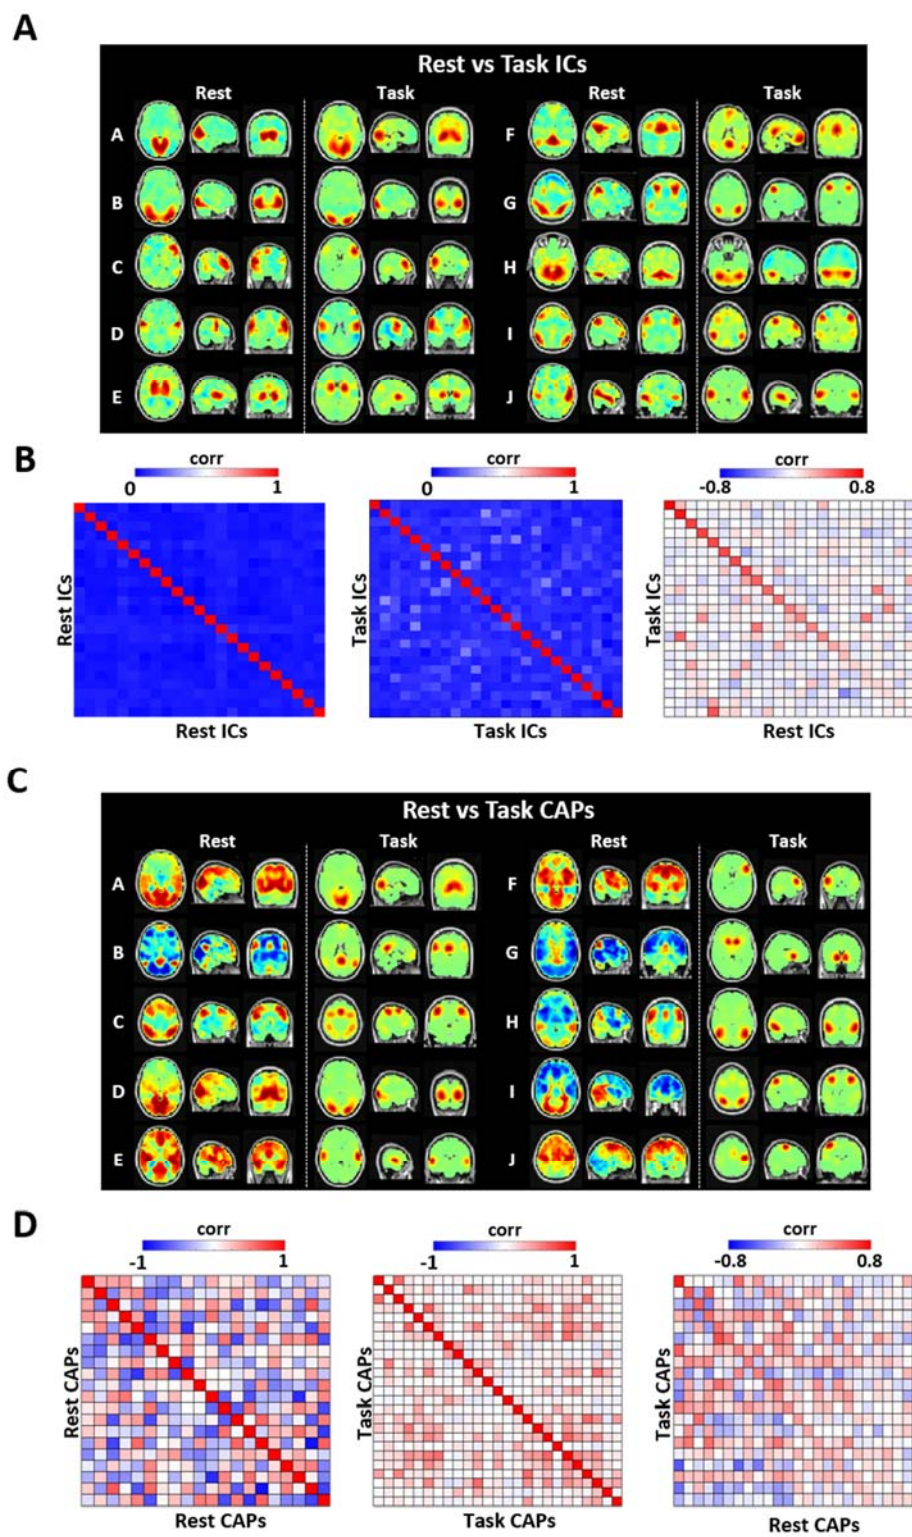 A
Rest vs Task ICs
Rest Task Rest Task
A F
B G
C H
D I
E J
B
corr corr corr
0 1 0 1 -0.8 0.8
Rest ICs Task ICs Task ICs
Rest ICs Task ICs Rest ICs
C
Rest vs Task CAPs
Rest Task Rest Task
A F
B G
C H
D I
E J
D
corr corr corr
-1 1 -1 1 -0.8 0.8
Rest CAPs Task CAPs Task CAPs
Rest CAPs Task CAPs Rest CAPs